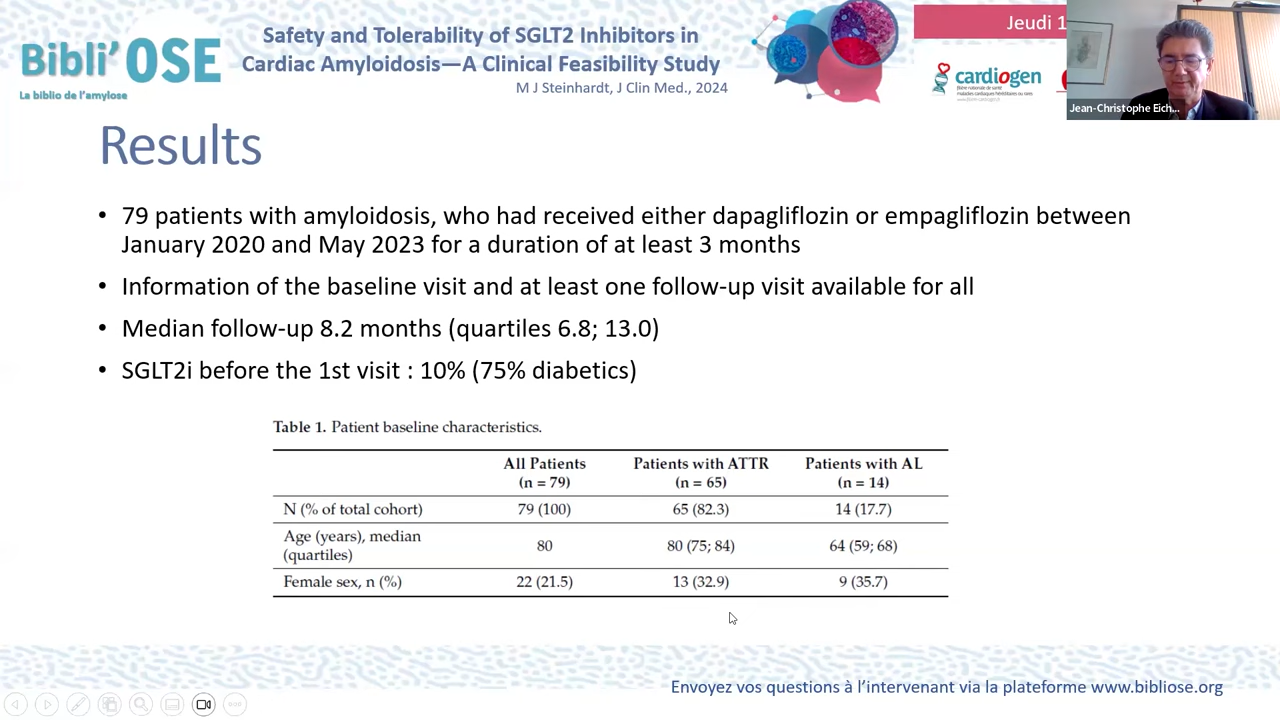 Bibli'OSE
La biblio de l'amylose
Safety and Tolerability of SGLT2 Inhibitors in
Cardiac Amyloidosis—A Clinical Feasibility Study
M J Steinhardt, J Clin Med., 2024
Jeudi 1
cardiogen
Jean-Christophe Eich...
Results
• 79 patients with amyloidosis, who had received either dapagliflozin or empagliflozin between
January 2020 and May 2023 for a duration of at least 3 months
• Information of the baseline visit and at least one follow-up visit available for all
• Median follow-up 8.2 months (quartiles 6.8; 13.0)
• SGLT2i before the 1st visit : 10% (75% diabetics)
Table 1. Patient baseline characteristics.
All Patients Patients with ATTR Patients with AL
(n = 79) (n = 65) (n = 14)
N (% of total cohort) 79 (100) 65 (82.3) 14 (17.7)
Age (years), median
(quartiles) 80 80 (75; 84) 64 (59; 68)
Female sex, n (%) 22 (21.5) 13 (32.9) 9 (35.7)
Envoyez vos questions à l'intervenant via la plateforme www.bibliose.org